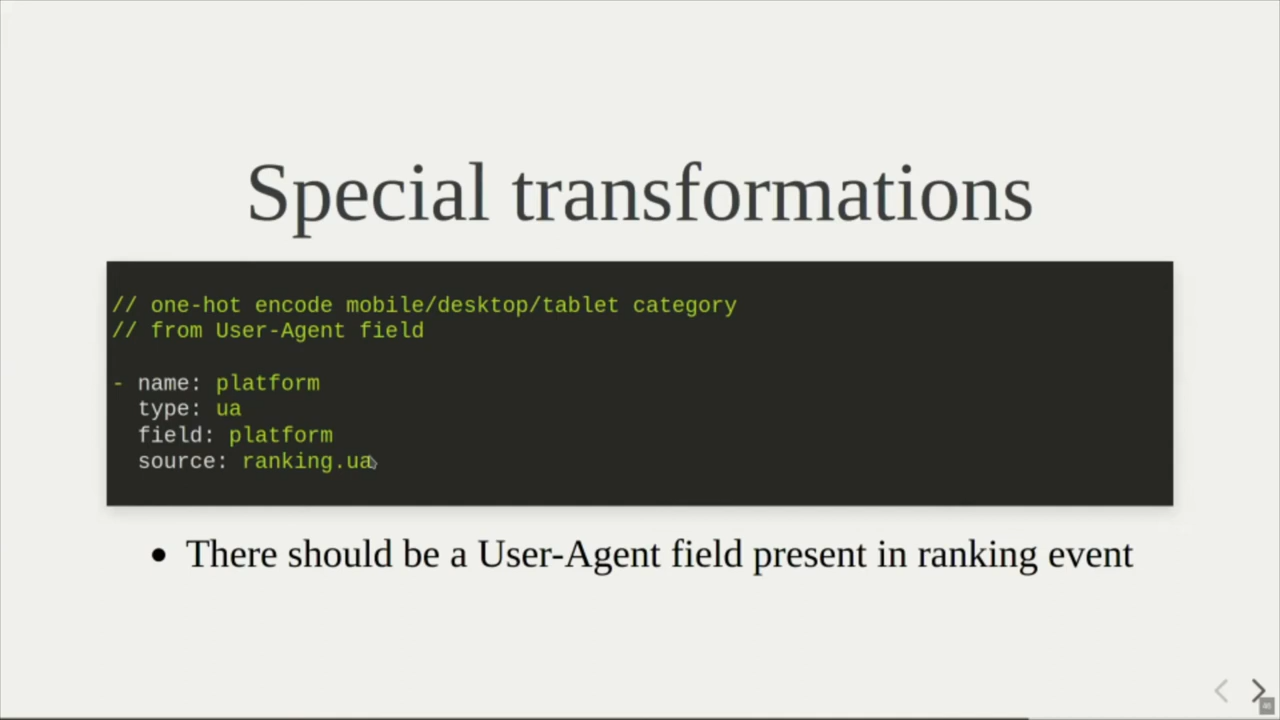 Special transformations
// one-hot encode mobile/desktop/tablet category
// from User-Agent field
- name: platform
type: ua
field: platform
source: ranking.ua
• There should be a User-Agent field present in ranking event